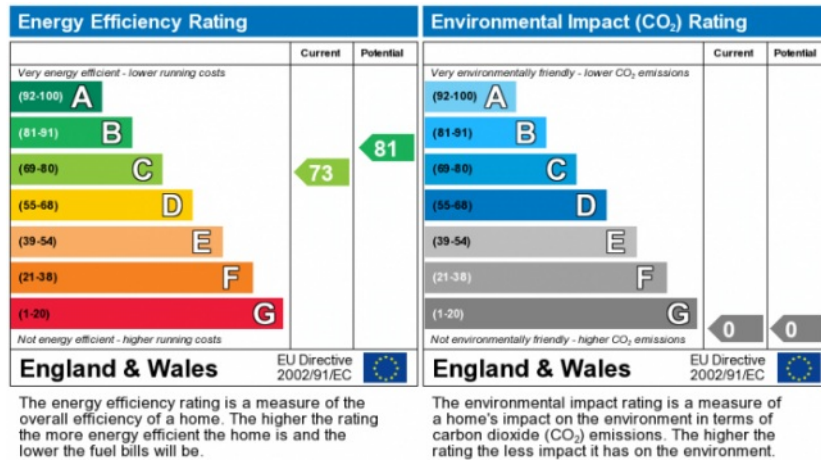 Energy Efficiency Rating
Current Potential
Very energy efficient - lower running costs
(92-100) A
(81-91) B
(69-80) C
(55-68) D
(39-54) E
(21-38) F
(1-20) G
73
81
Not energy efficient - higher running costs
England & Wales
EU Directive
2002/91/EC
The energy efficiency rating is a measure of the
overall efficiency of a home. The higher the rating
the more energy efficient the home is and the
lower the fuel bills will be.
Environmental Impact (CO₂) Rating
Current Potential
Very environmentally friendly - lower CO₂ emissions
(92-100) A
(81-91) B
(69-80) C
(55-68) D
(39-54) E
(21-38) F
(1-20) G
0
0
Not environmentally friendly - higher CO₂ emissions
England & Wales
EU Directive
2002/91/EC
The environmental impact rating is a measure of
a home's impact on the environment in terms of
carbon dioxide (CO₂) emissions. The higher the
rating the less impact it has on the environment.